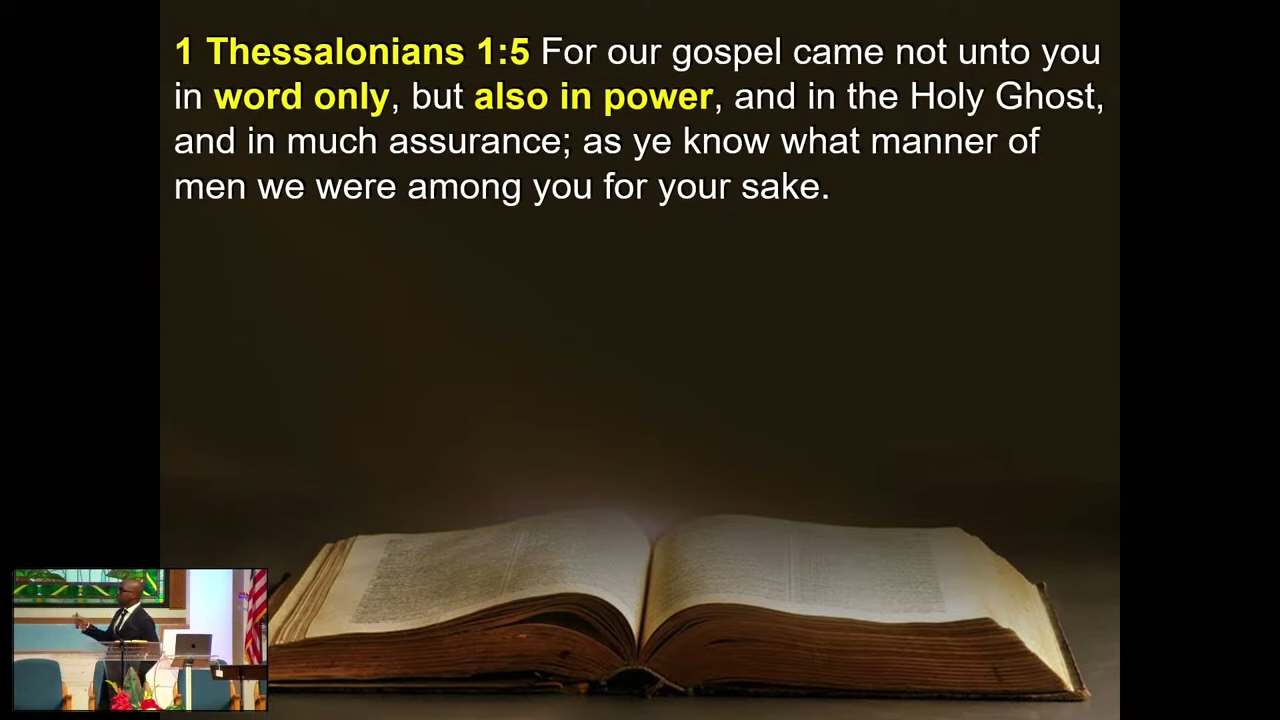 1 Thessalonians 1:5 For our gospel came not unto you
in word only, but also in power, and in the Holy Ghost,
and in much assurance; as ye know what manner of
men we were among you for your sake.